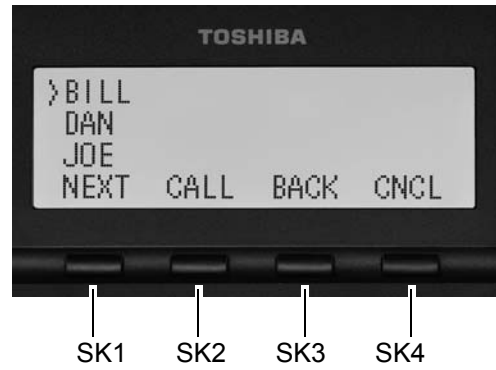 TOSHIBA
>BILL
DAN
JOE
NEXT CALL BACK CNCL
SK1 SK2 SK3 SK4